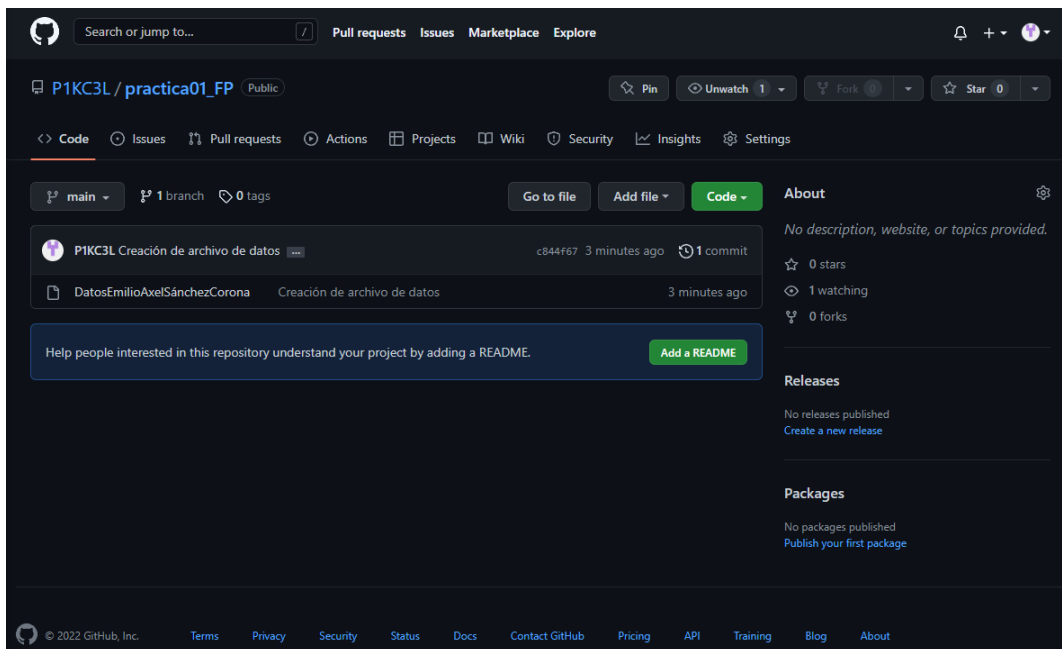 Search or jump to... / Pull requests Issues Marketplace Explore
P1KC3L / practica01_FP Public Pin Unwatch 1 Fork 0 Star 0
Code Issues Pull requests Actions Projects Wiki Security Insights Settings
main 1 branch 0 tags Go to file Add file Code
P1KC3L Creación de archivo de datos ... c844f67 3 minutes ago 1 commit
DatosEmilioAxelSánchezCorona Creación de archivo de datos 3 minutes ago
Help people interested in this repository understand your project by adding a README. Add a README
About
No description, website, or topics provided.
0 stars
1 watching
0 forks
Releases
No releases published
Create a new release
Packages
No packages published
Publish your first package
© 2022 GitHub, Inc. Terms Privacy Security Status Docs Contact GitHub Pricing API Training Blog About